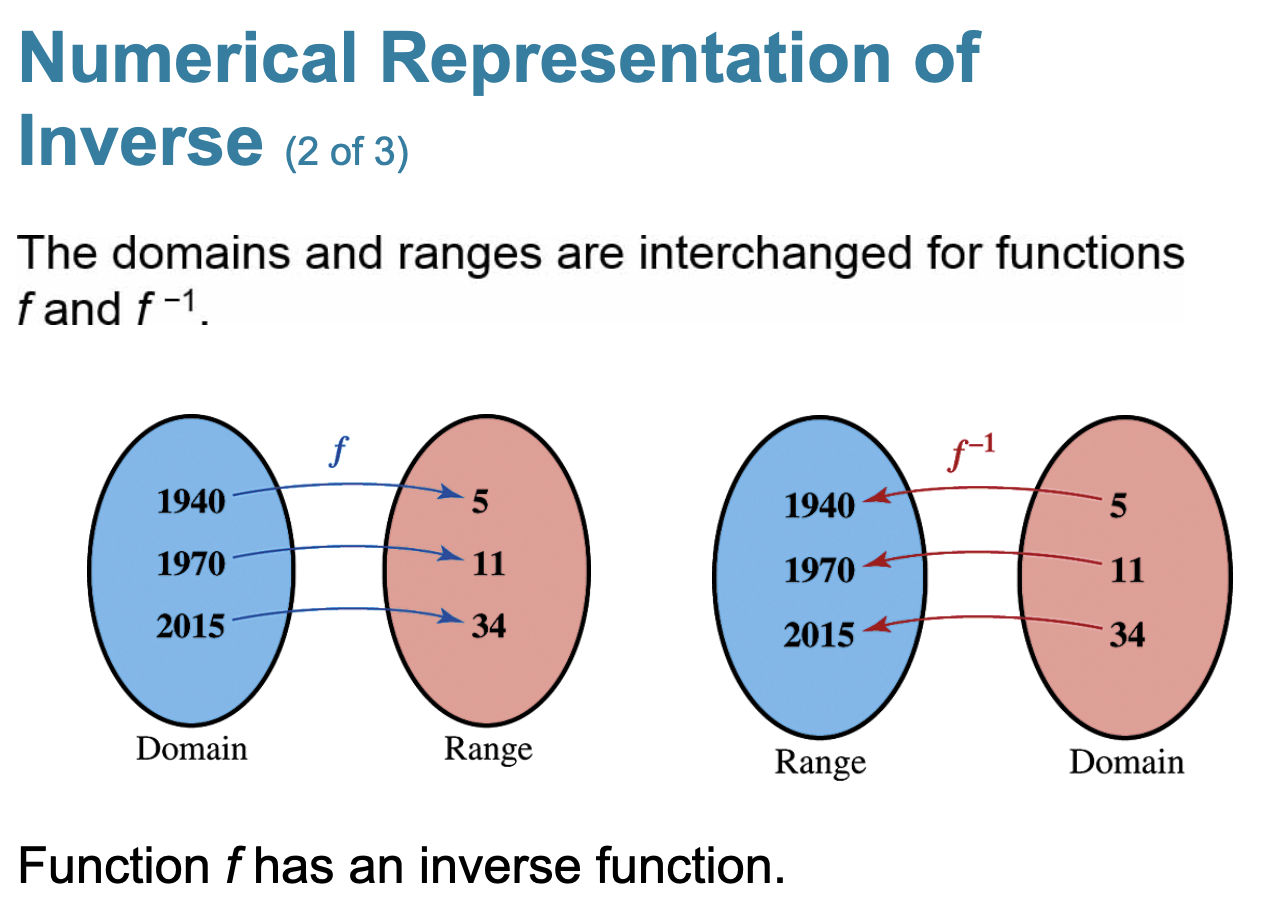 Numerical Representation of
Inverse (2 of 3)
The domains and ranges are interchanged for functions
f and f ⁻¹.
f
1940 5
1970 11
2015 34
Domain Range
f⁻¹
1940 5
1970 11
2015 34
Range Domain
Function f has an inverse function.